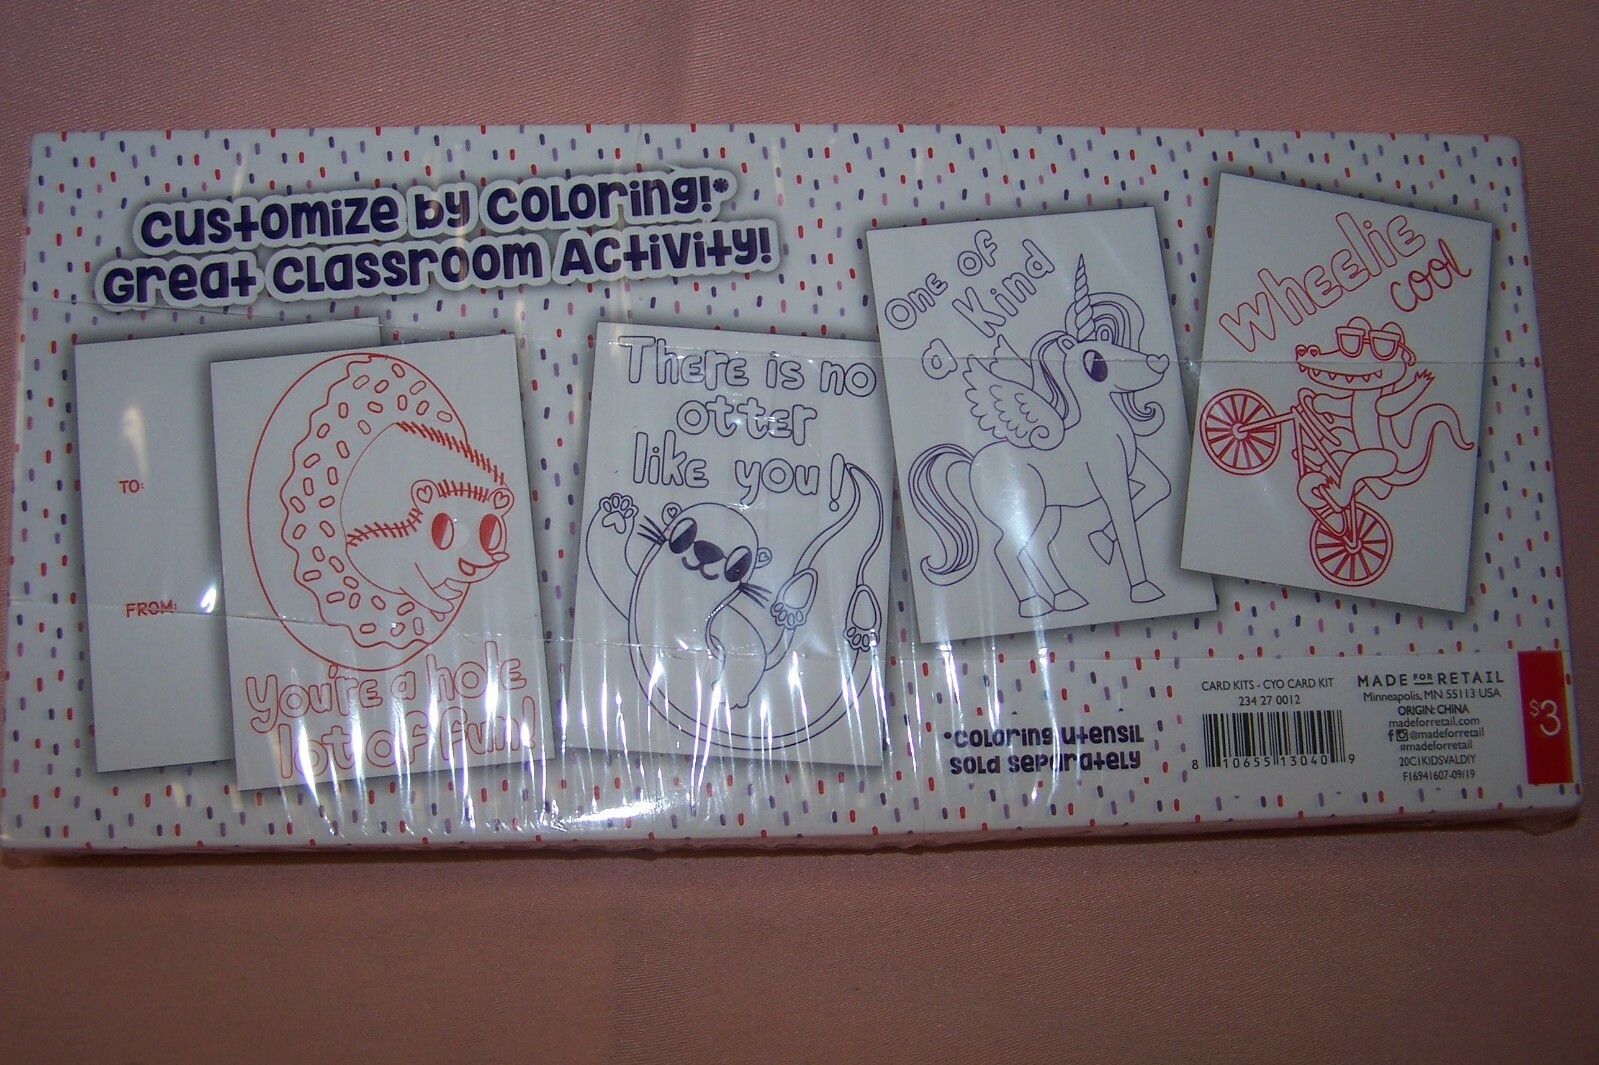 Customize by Coloring!*
Great Classroom Activity!
TO:
FROM:
You're a hole
lot of fun!
There is no
otter
like you!
One of
a Kind
Wheelie
cool
*Coloring utensil
sold separately
CARD KITS - CYO CARD KIT
234 27 0012
8 10655 13040 9
MADE FOR RETAIL
Minneapolis, MN 55113 USA
ORIGIN: CHINA
madeforretail.com
@madeforretail
#madeforretail
20C1KIDSVALDIY
F16941607-09/19
$3